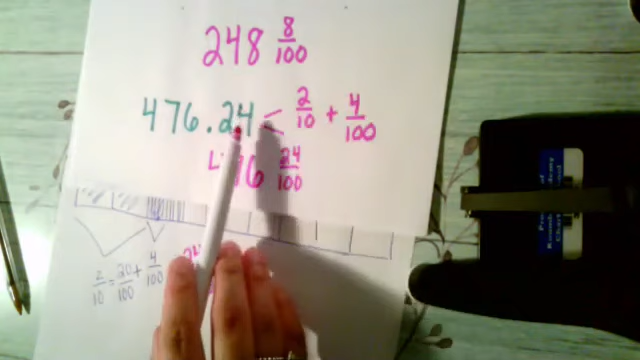 248 8/100
476.24 < 2/10 + 4/100
476 24/100
2/10 = 20/100 + 4/100